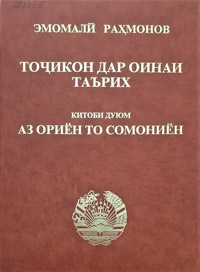 ЭМОМАЛӢ РАҲМОНОВ
ТОҶИКОН ДАР ОИНАИ
ТАЪРИХ
КИТОБИ ДУЮМ
АЗ ОРИЁН ТО СОМОНИЁН